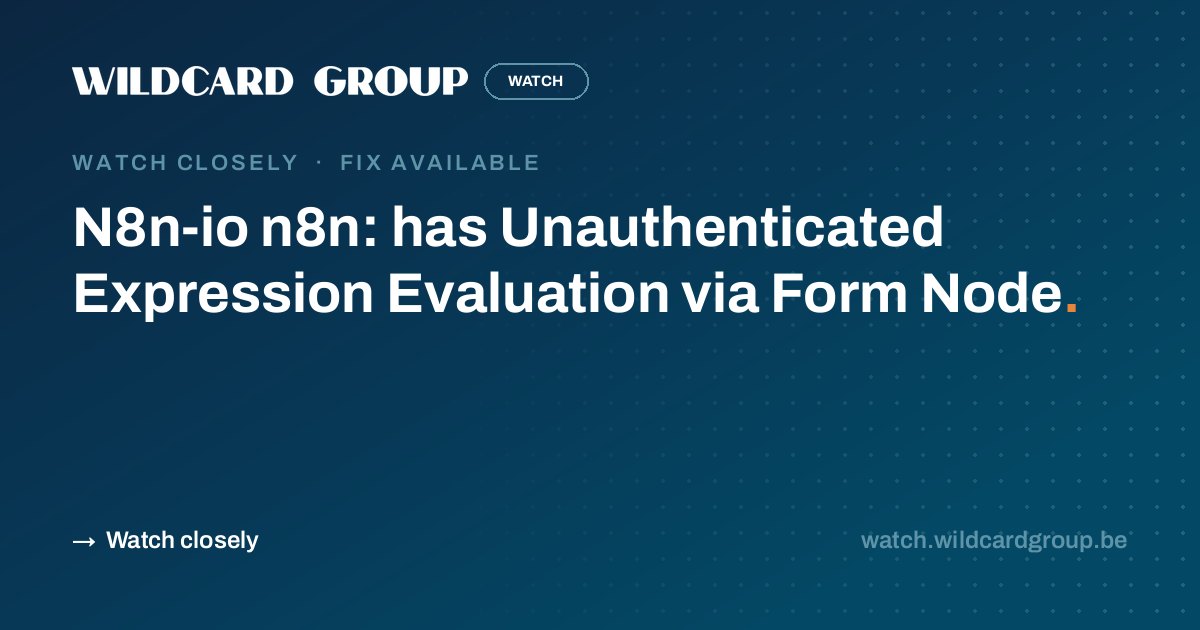 WILDCARD GROUP WATCH
WATCH CLOSELY · FIX AVAILABLE
N8n-io n8n: has Unauthenticated
Expression Evaluation via Form Node.
→ Watch closely
watch.wildcardgroup.be